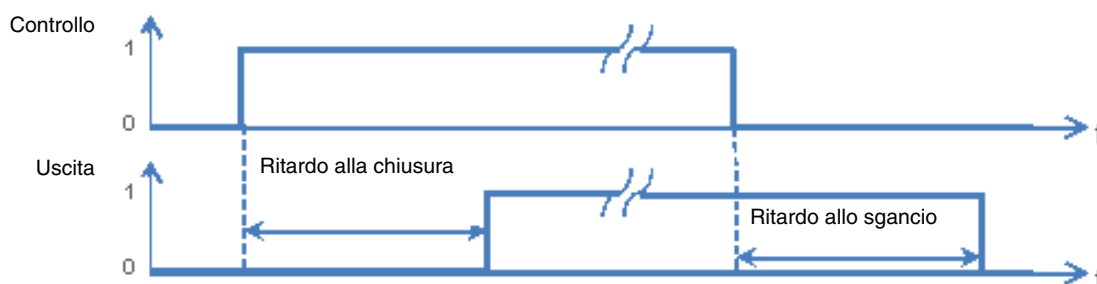 Controllo
1
0
t
Uscita
Ritardo alla chiusura
1
Ritardo allo sgancio
0
t